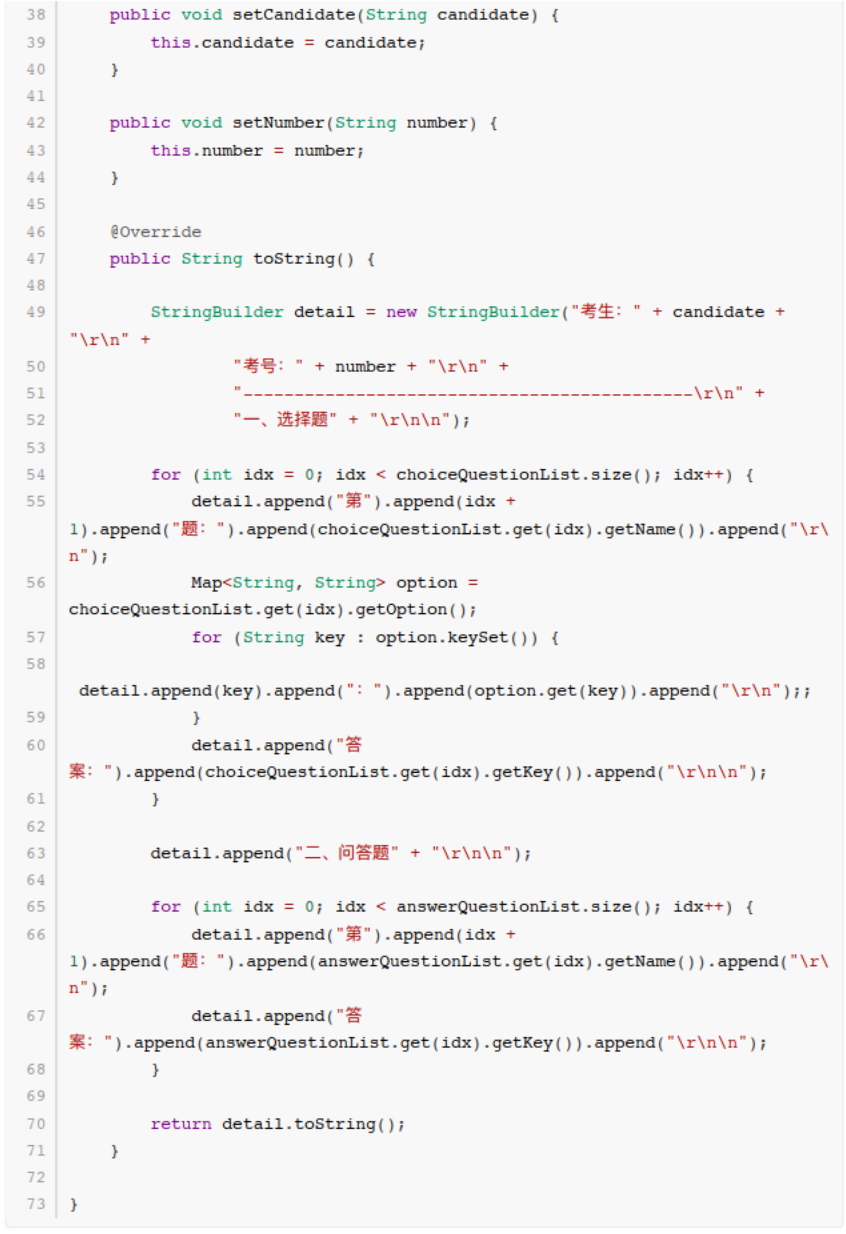 38     public void setCandidate(String candidate) {
39         this.candidate = candidate;
40     }
41
42     public void setNumber(String number) {
43         this.number = number;
44     }
45
46     @Override
47     public String toString() {
48
49         StringBuilder detail = new StringBuilder("考生：" + candidate +
"\r\n" +
50                 "考号：" + number + "\r\n" +
51                 "--------------------------------------------\r\n" +
52                 "一、选择题" + "\r\n\n");
53
54         for (int idx = 0; idx < choiceQuestionList.size(); idx++) {
55             detail.append("第").append(idx +
1).append("题：").append(choiceQuestionList.get(idx).getName()).append("\r\
n");
56             Map<String, String> option =
choiceQuestionList.get(idx).getOption();
57             for (String key : option.keySet()) {
58
 detail.append(key).append("：").append(option.get(key)).append("\r\n");;
59             }
60             detail.append("答
案：").append(choiceQuestionList.get(idx).getKey()).append("\r\n\n");
61         }
62
63         detail.append("二、问答题" + "\r\n\n");
64
65         for (int idx = 0; idx < answerQuestionList.size(); idx++) {
66             detail.append("第").append(idx +
1).append("题：").append(answerQuestionList.get(idx).getName()).append("\r\
n");
67             detail.append("答
案：").append(answerQuestionList.get(idx).getKey()).append("\r\n\n");
68         }
69
70         return detail.toString();
71     }
72
73 }